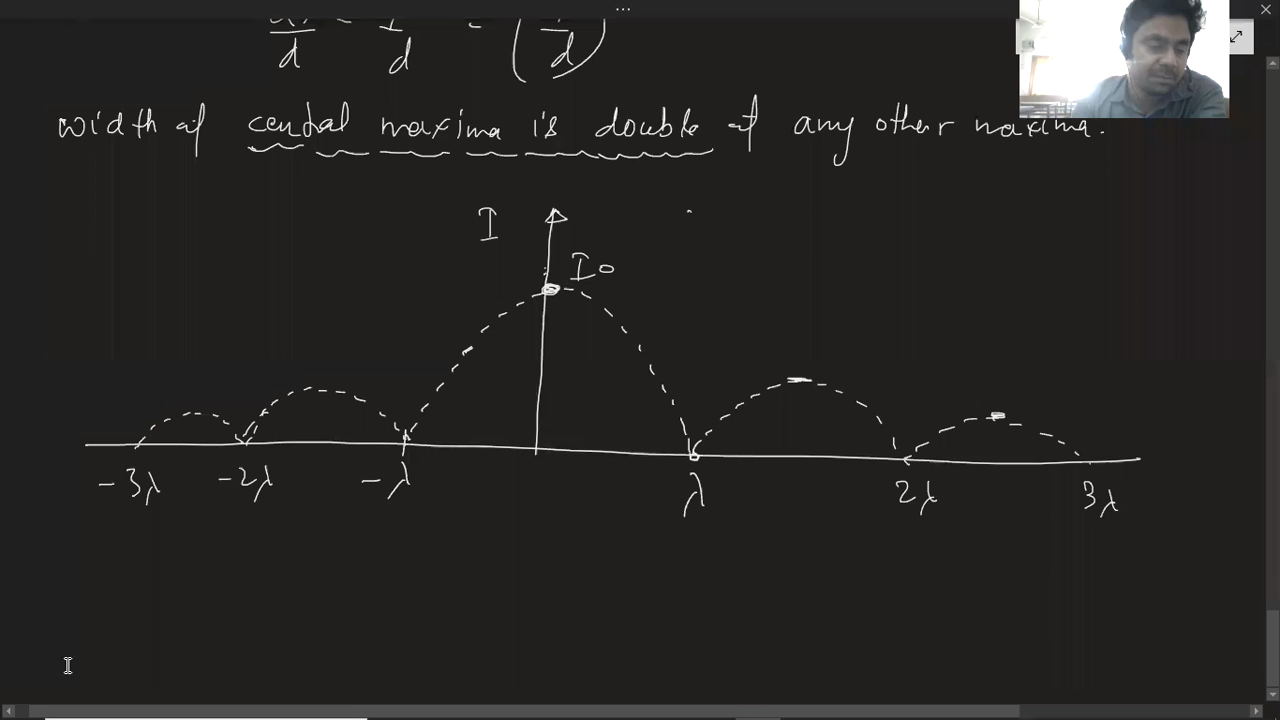 d d d
width of central maxima is double of any other maxima.
I
I0
-3λ -2λ -λ λ 2λ 3λ